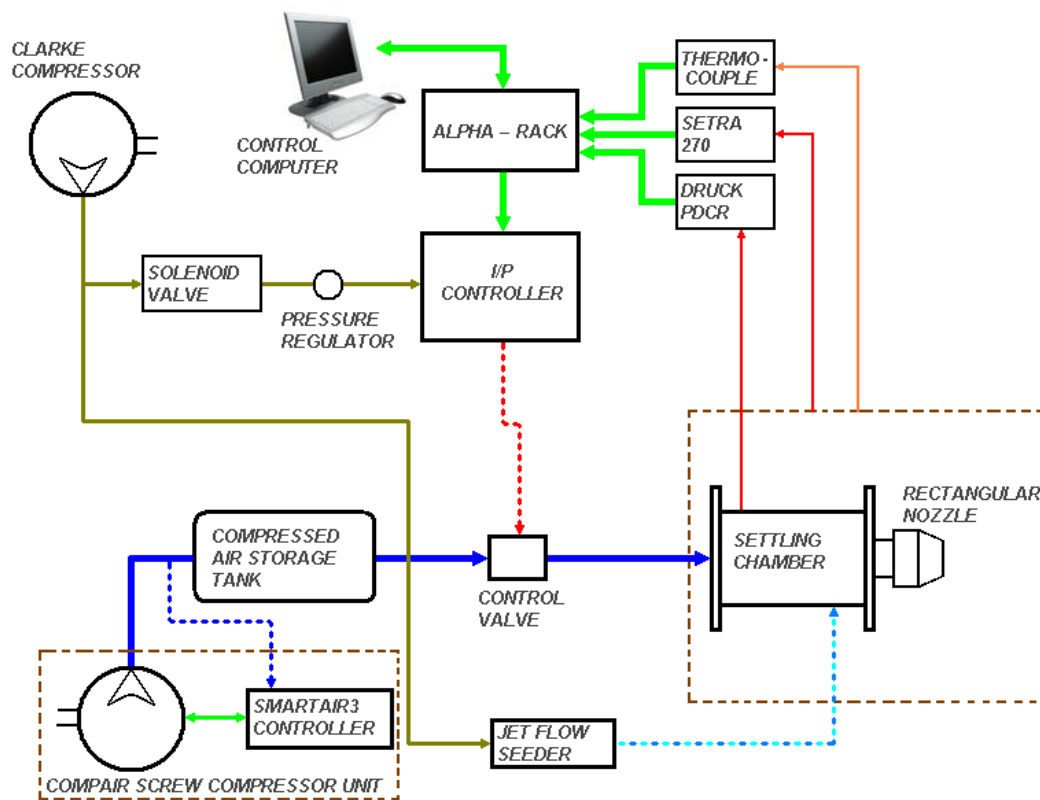 CLARKE
COMPRESSOR
CONTROL
COMPUTER
ALPHA – RACK
THERMO -
COUPLE
SETRA
270
DRUCK
PDCR
SOLENOID
VALVE
PRESSURE
REGULATOR
I/P
CONTROLLER
COMPRESSED
AIR STORAGE
TANK
CONTROL
VALVE
SETTLING
CHAMBER
RECTANGULAR
NOZZLE
SMARTAIR3
CONTROLLER
JET FLOW
SEEDER
COMPAIR SCREW COMPRESSOR UNIT